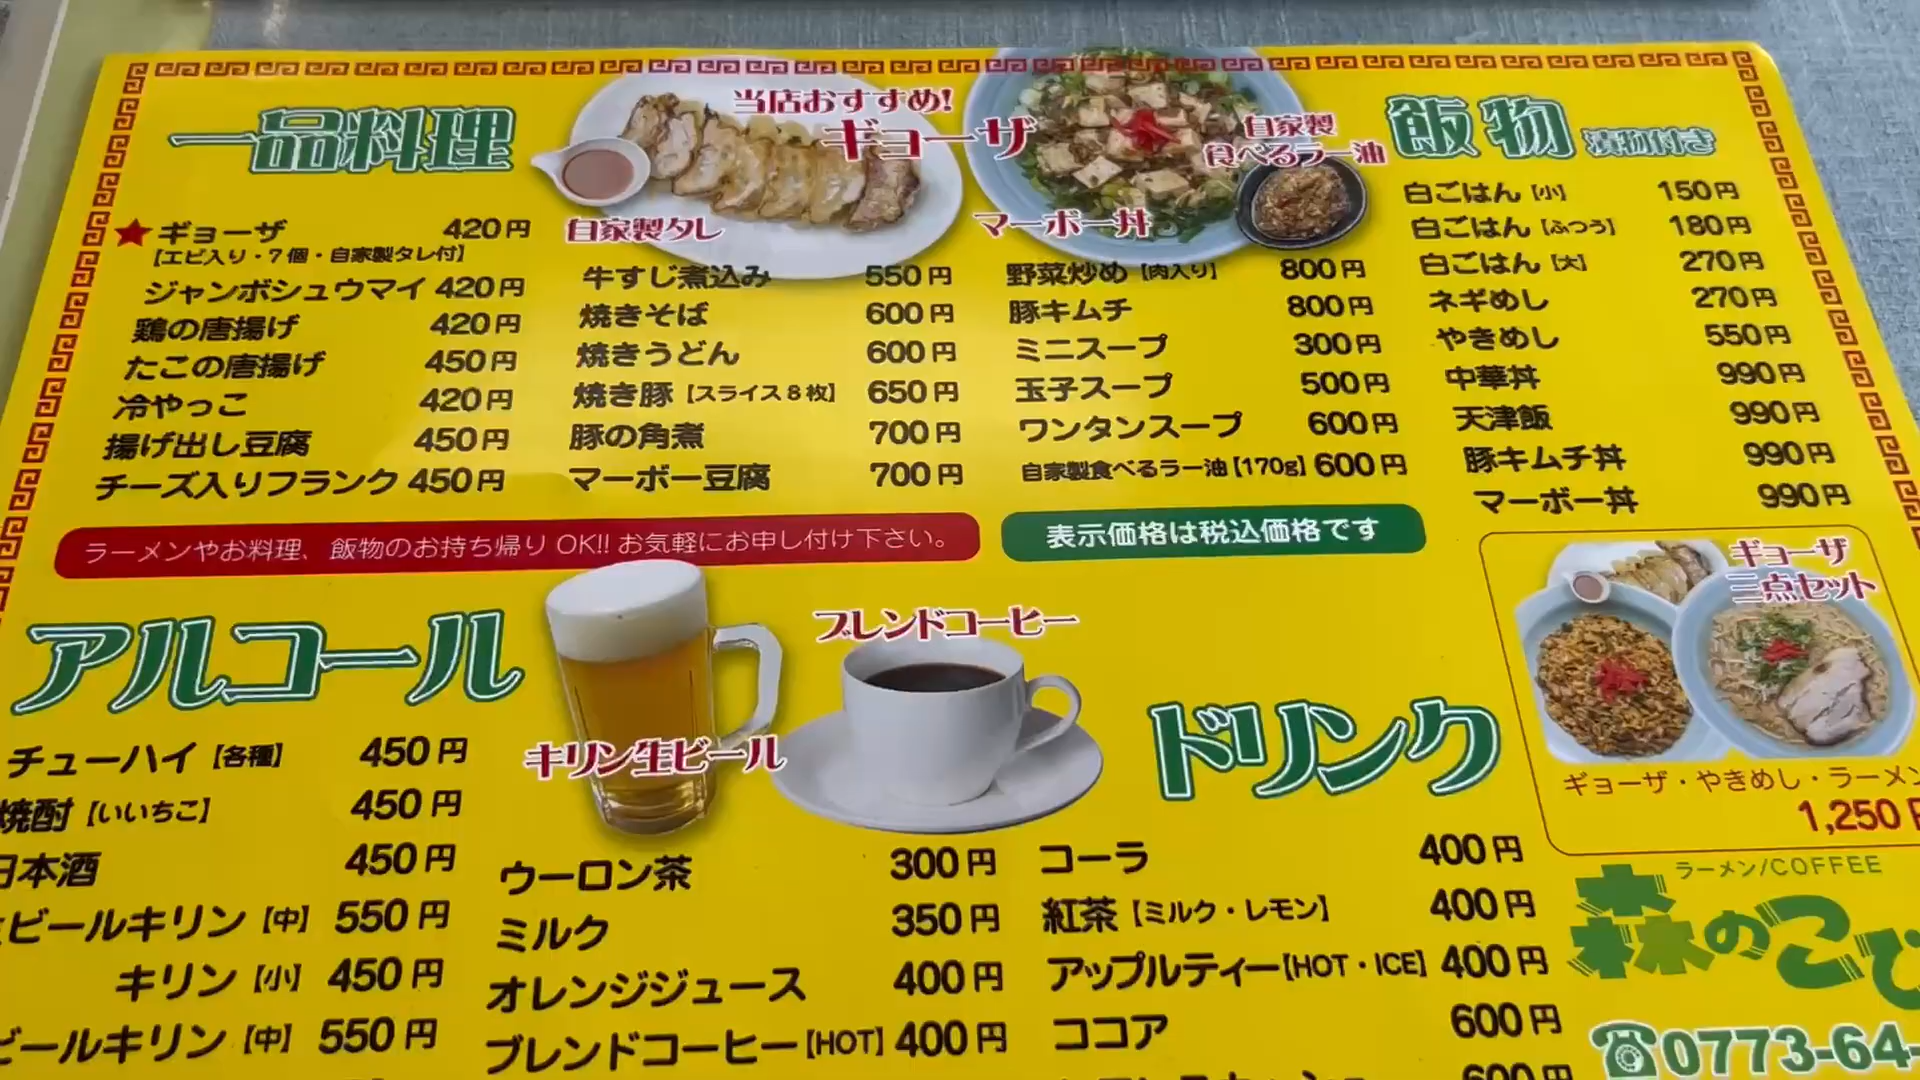 一品料理
★ギョーザ 420円
【エビ入り・7個・自家製タレ付】
ジャンボシュウマイ 420円
鶏の唐揚げ 420円
たこの唐揚げ 450円
冷やっこ 420円
揚げ出し豆腐 450円
チーズ入りフランク 450円
当店おすすめ!
ギョーザ
自家製タレ
牛すじ煮込み 550円
焼きそば 600円
焼きうどん 600円
焼き豚【スライス8枚】 650円
豚の角煮 700円
マーボー豆腐 700円
自家製
食べるラー油
マーボー丼
野菜炒め【肉入り】 800円
豚キムチ 800円
ミニスープ 300円
玉子スープ 500円
ワンタンスープ 600円
自家製食べるラー油【170g】 600円
飯物 漬物付き
白ごはん【小】 150円
白ごはん【ふつう】 180円
白ごはん【大】 270円
ネギめし 270円
やきめし 550円
中華丼 990円
天津飯 990円
豚キムチ丼 990円
マーボー丼 990円
ラーメンやお料理、飯物のお持ち帰りOK!!お気軽にお申し付け下さい。
表示価格は税込価格です
ギョーザ
三点セット
ギョーザ・やきめし・ラーメン
1,250円
アルコール
チューハイ【各種】 450円
焼酎【いいちこ】 450円
日本酒 450円
ビールキリン【中】 550円
キリン【小】 450円
ビールキリン【中】 550円
キリン生ビール
ブレンドコーヒー
ドリンク
ウーロン茶 300円
ミルク 350円
オレンジジュース 400円
ブレンドコーヒー【HOT】 400円
コーラ 400円
紅茶【ミルク・レモン】 400円
アップルティー【HOT・ICE】 400円
ココア 600円
600円
ラーメン/COFFEE
森のこ
☎0773-64-